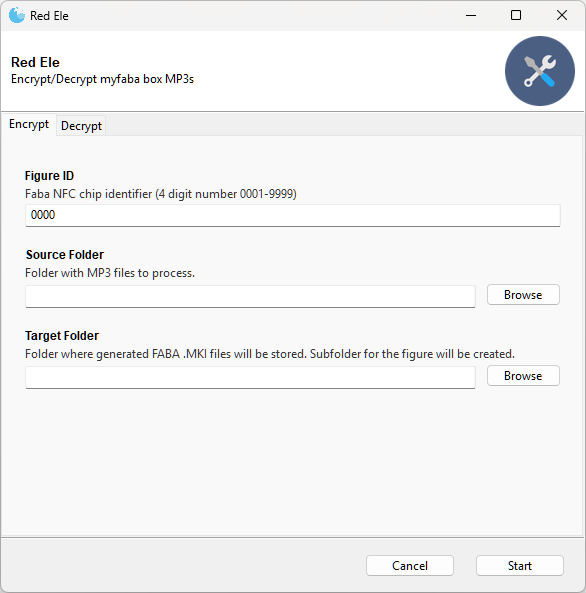 Red Ele
Red Ele
Encrypt/Decrypt myfaba box MP3s
Encrypt Decrypt
Figure ID
Faba NFC chip identifier (4 digit number 0001-9999)
0000
Source Folder
Folder with MP3 files to process.
Browse
Target Folder
Folder where generated FABA .MKI files will be stored. Subfolder for the figure will be created.
Browse
Cancel Start